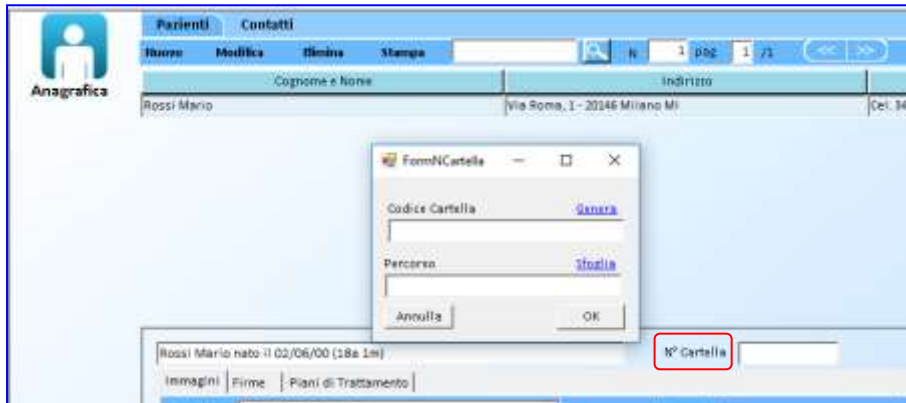 Pazienti Contatti
Nuovo Modifica Elimina Stampa N 1 pag 1 /1 << >>
Anagrafica
Cognome e Nome Indirizzo
Rossi Mario Via Roma, 1 - 20146 Milano MI Cel. 34
FormNCartella
Codice Cartella Genera
Percorso Sfoglia
Annulla OK
Rossi Mario nato il 02/06/00 (18a 1m) N° Cartella
Immagini Firme Piani di Trattamento